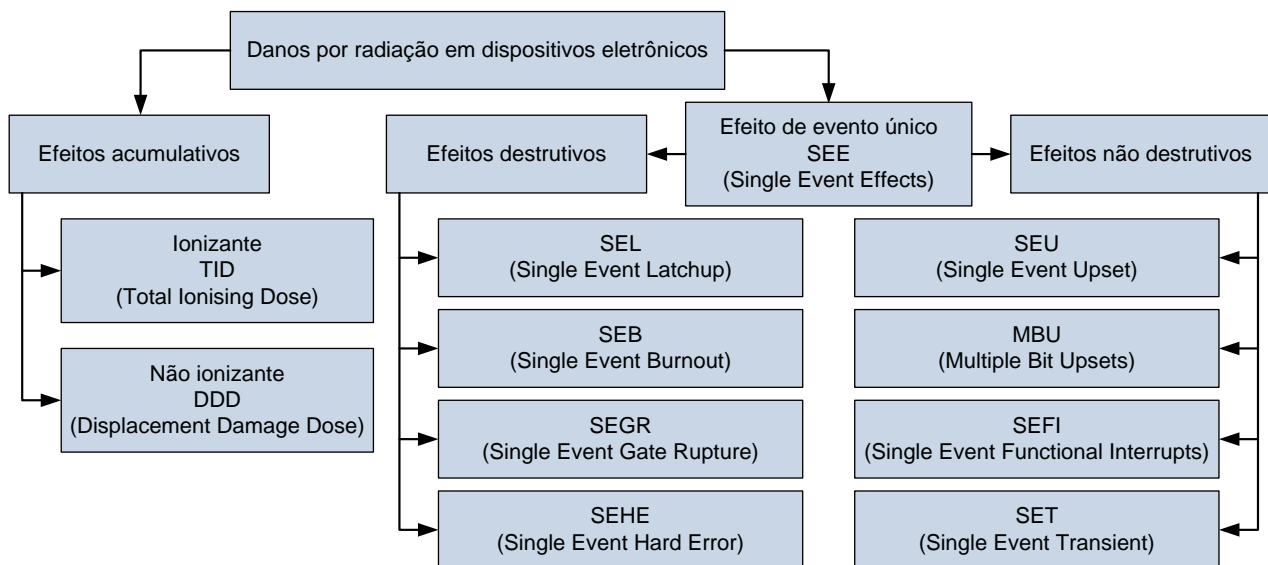 Danos por radiação em dispositivos eletrônicos
Efeitos acumulativos
Efeitos destrutivos
Efeito de evento único
SEE
(Single Event Effects)
Efeitos não destrutivos
Ionizante
TID
(Total Ionising Dose)
Não ionizante
DDD
(Displacement Damage Dose)
SEL
(Single Event Latchup)
SEB
(Single Event Burnout)
SEGR
(Single Event Gate Rupture)
SEHE
(Single Event Hard Error)
SEU
(Single Event Upset)
MBU
(Multiple Bit Upsets)
SEFI
(Single Event Functional Interrupts)
SET
(Single Event Transient)